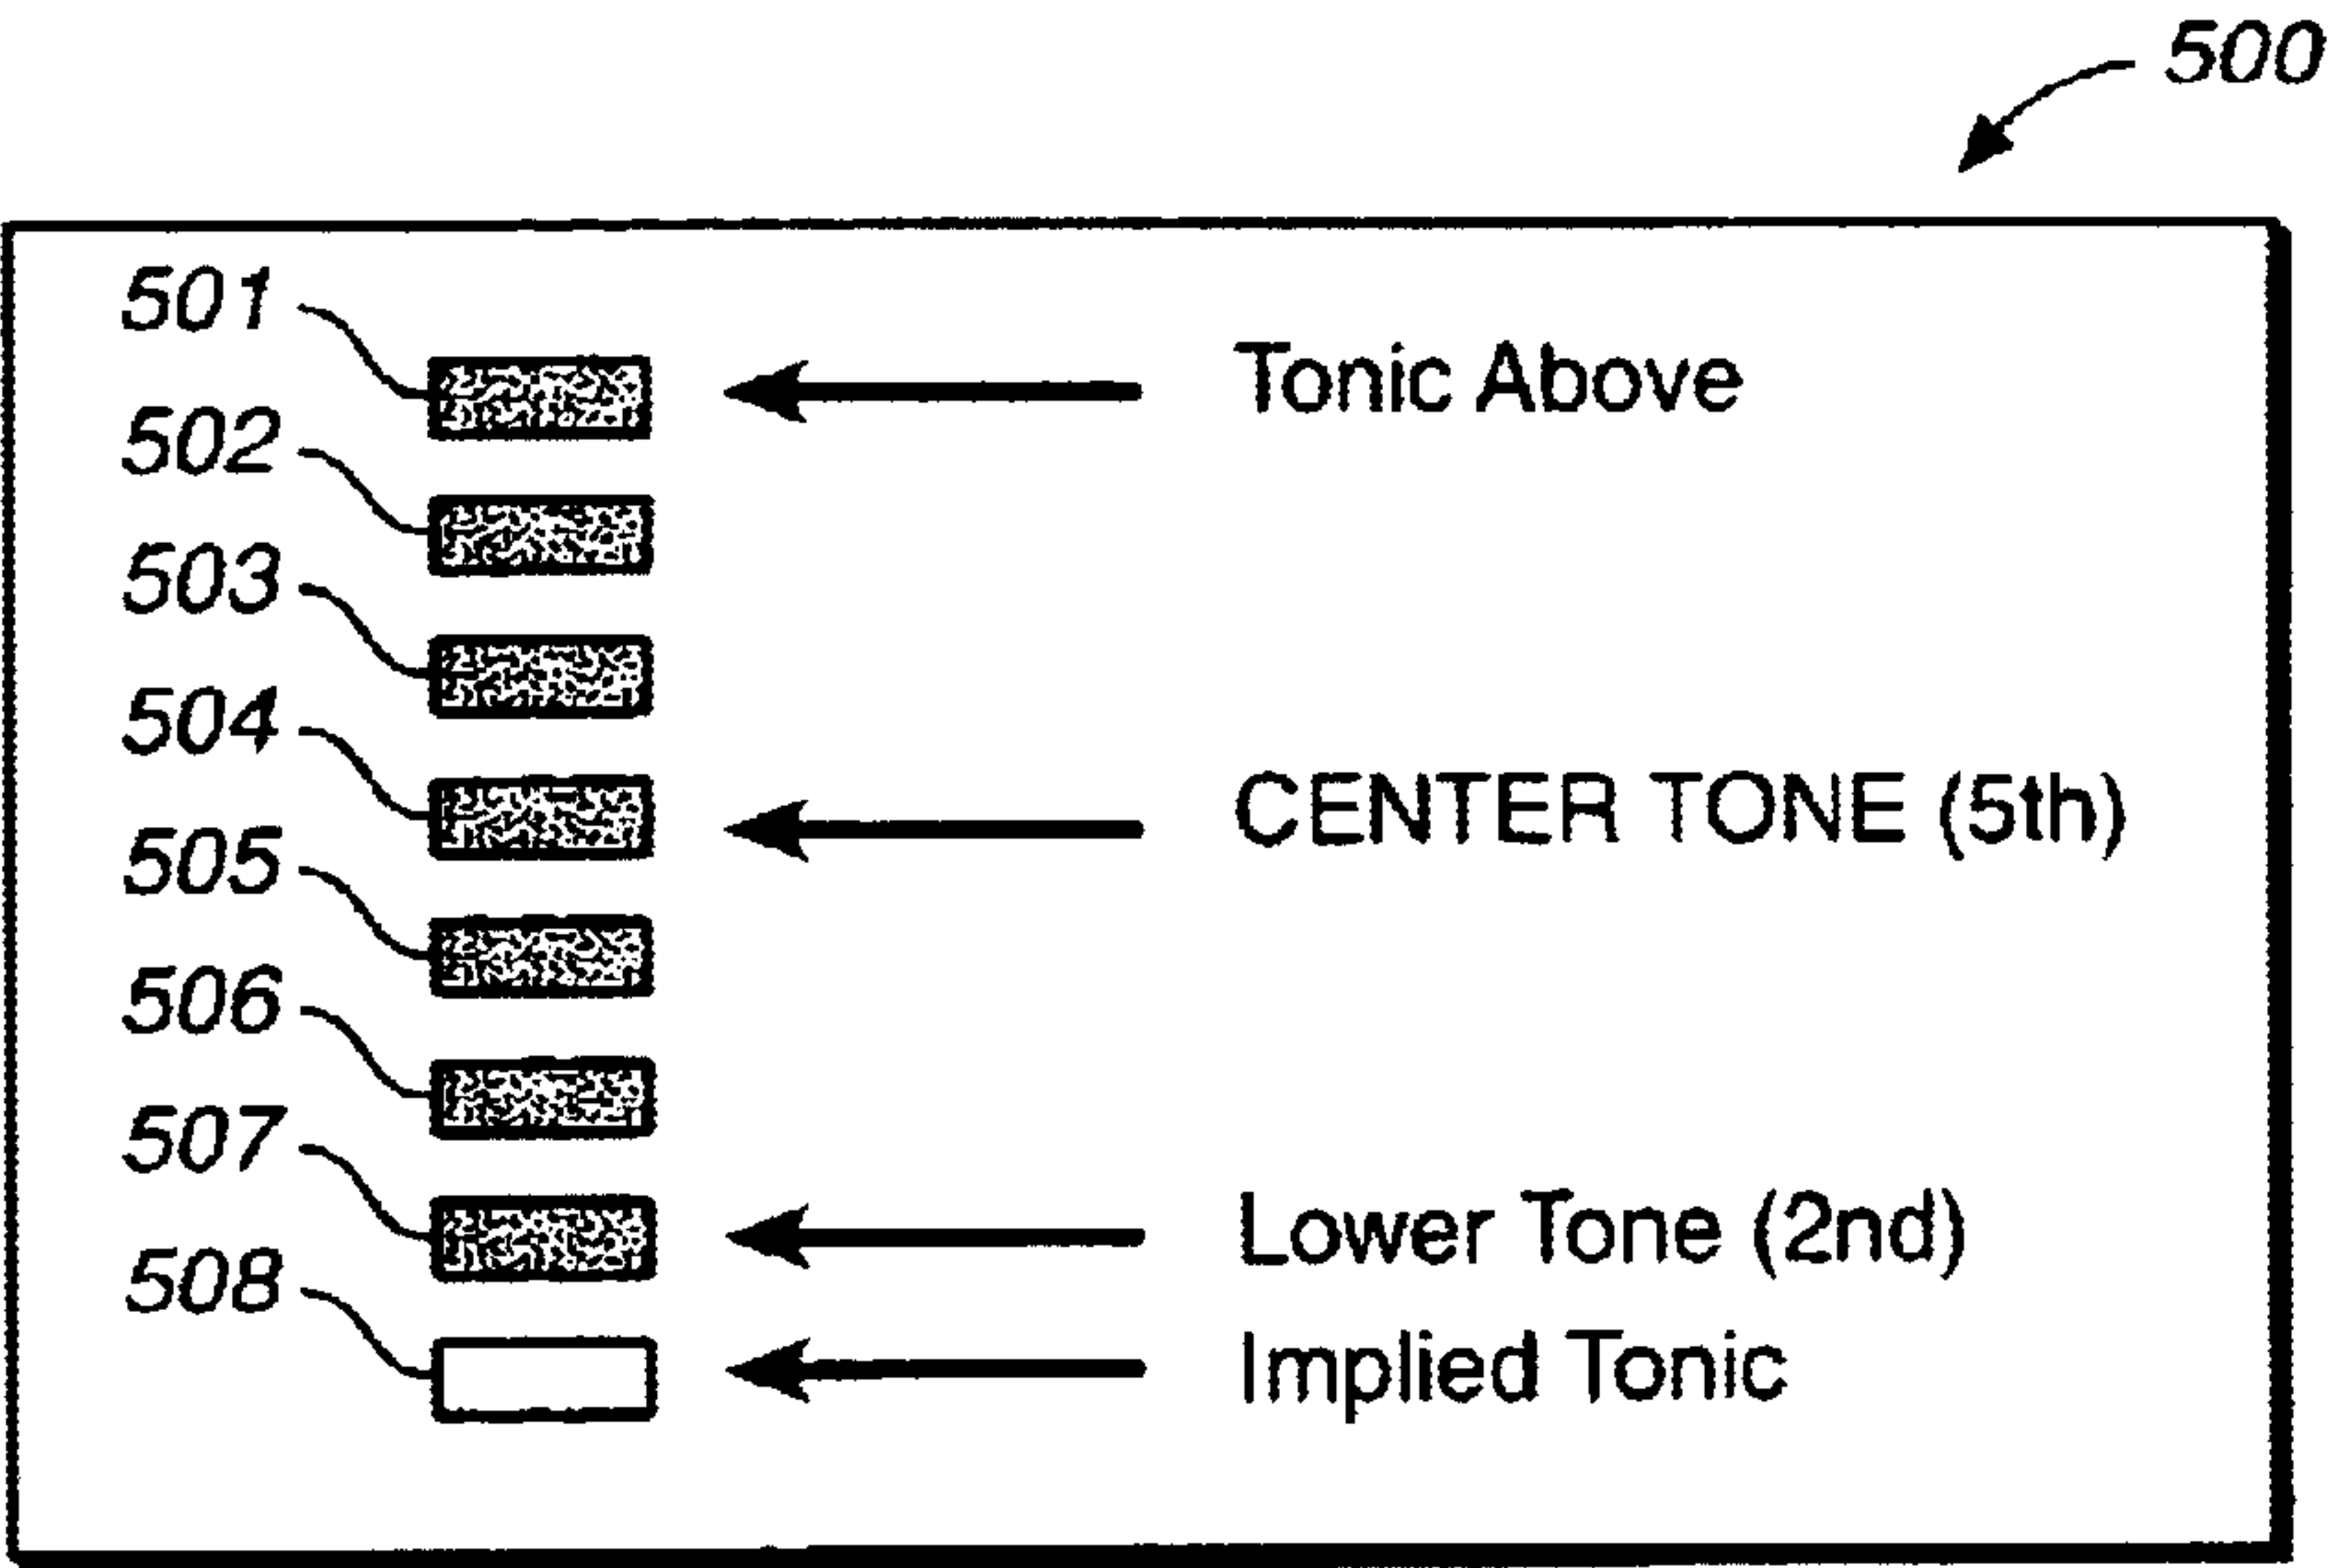 500
501
Tonic Above
502
503
504
CENTER TONE (5th)
505
506
507
Lower Tone (2nd)
508
Implied Tonic